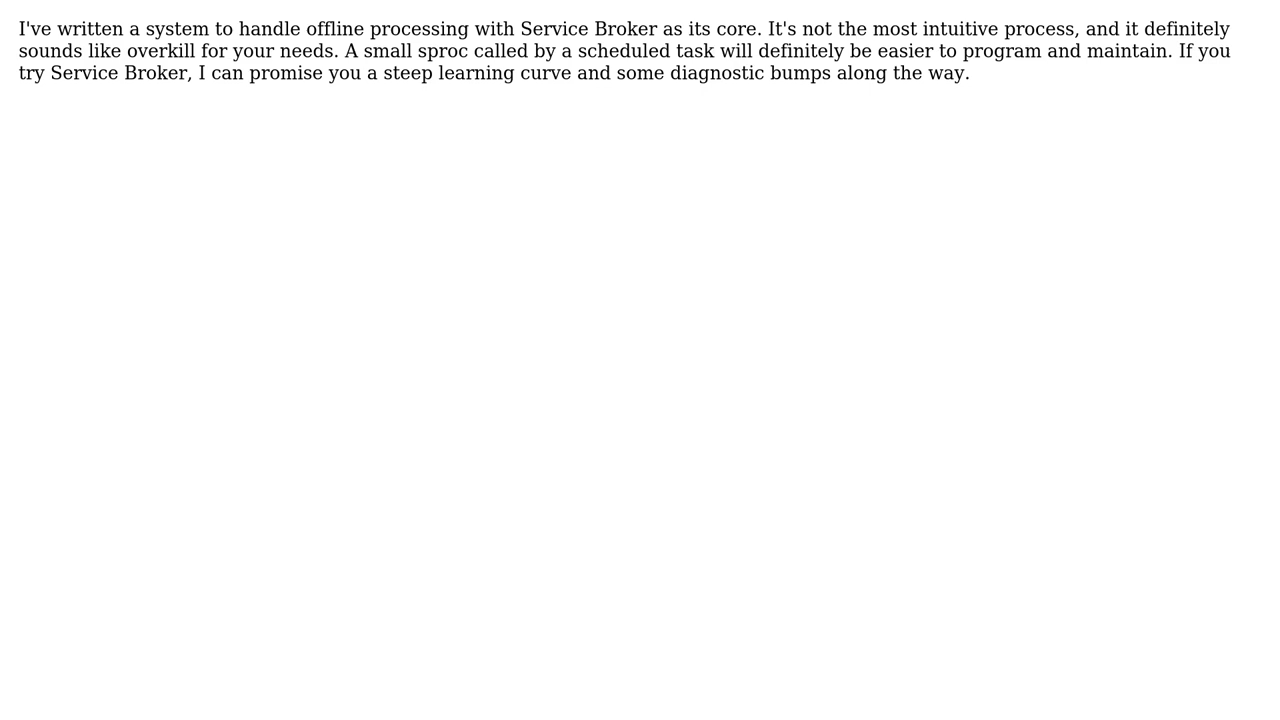 I've written a system to handle offline processing with Service Broker as its core. It's not the most intuitive process, and it definitely
sounds like overkill for your needs. A small sproc called by a scheduled task will definitely be easier to program and maintain. If you
try Service Broker, I can promise you a steep learning curve and some diagnostic bumps along the way.